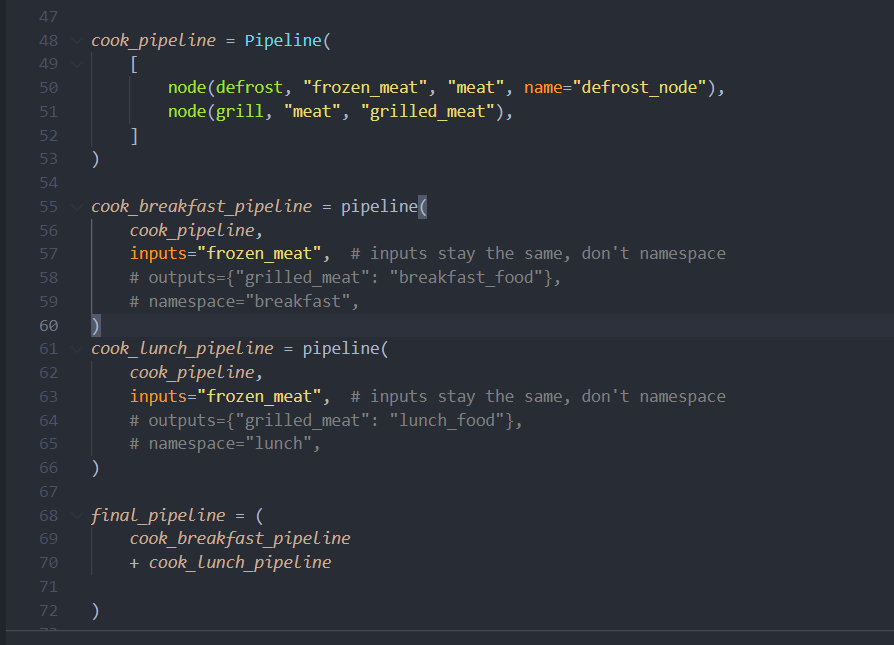 47
48 cook_pipeline = Pipeline(
49     [
50         node(defrost, "frozen_meat", "meat", name="defrost_node"),
51         node(grill, "meat", "grilled_meat"),
52     ]
53 )
54
55 cook_breakfast_pipeline = pipeline(
56     cook_pipeline,
57     inputs="frozen_meat",  # inputs stay the same, don't namespace
58     # outputs={"grilled_meat": "breakfast_food"},
59     # namespace="breakfast",
60 )
61 cook_lunch_pipeline = pipeline(
62     cook_pipeline,
63     inputs="frozen_meat",  # inputs stay the same, don't namespace
64     # outputs={"grilled_meat": "lunch_food"},
65     # namespace="lunch",
66 )
67
68 final_pipeline = (
69     cook_breakfast_pipeline
70     + cook_lunch_pipeline
71
72 )